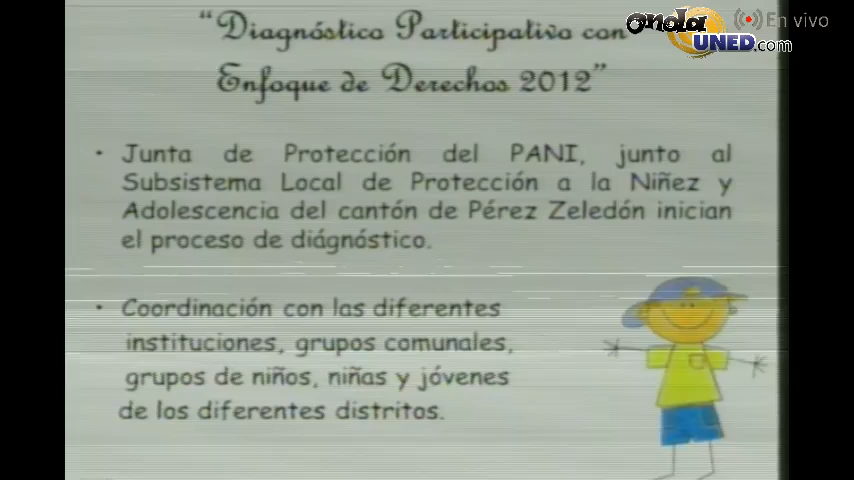 “Diagnóstico Participativo con
Enfoque de Derechos 2012”
onda
UNED.com
En vivo
• Junta de Protección del PANI, junto al
Subsistema Local de Protección a la Niñez y
Adolescencia del cantón de Pérez Zeledón inician
el proceso de diágnóstico.
• Coordinación con las diferentes
instituciones, grupos comunales,
grupos de niños, niñas y jóvenes
de los diferentes distritos.